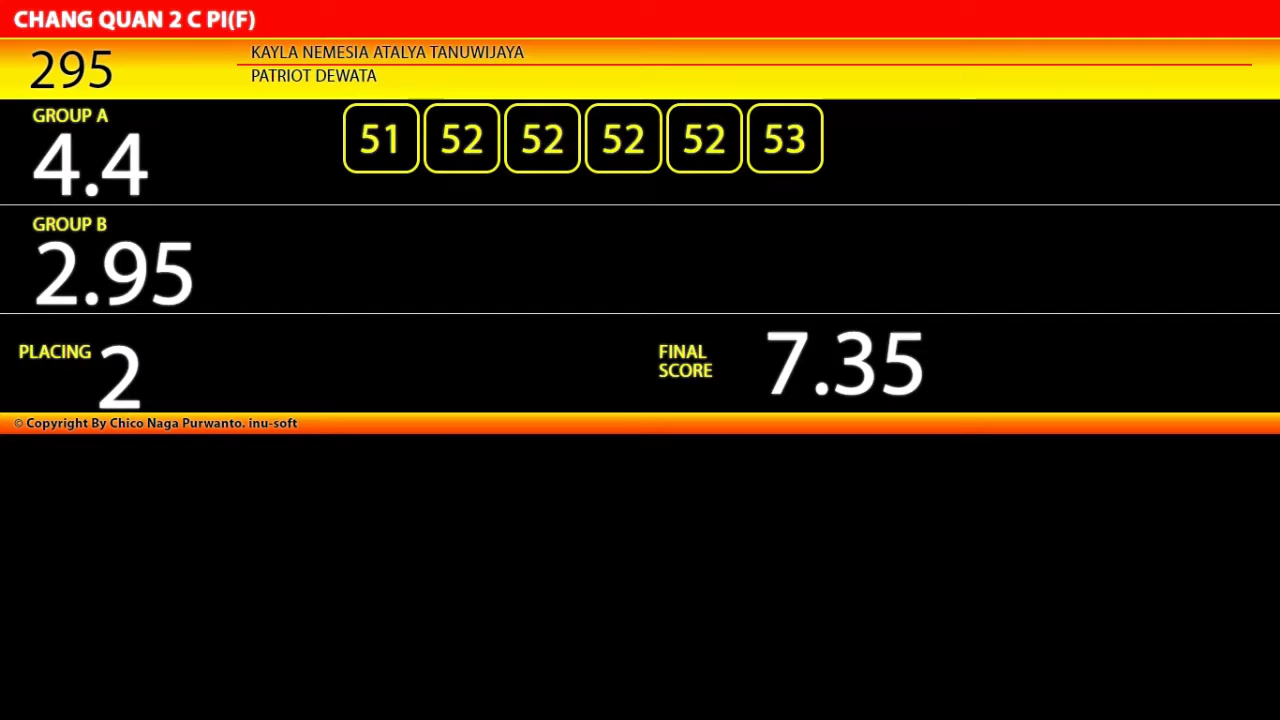 CHANG QUAN 2 C PI(F)
295
KAYLA NEMESIA ATALYA TANUWIJAYA
PATRIOT DEWATA
GROUP A
4.4
51 52 52 52 52 53
GROUP B
2.95
PLACING 2
FINAL SCORE 7.35
© Copyright By Chico Naga Purwanto. inu-soft